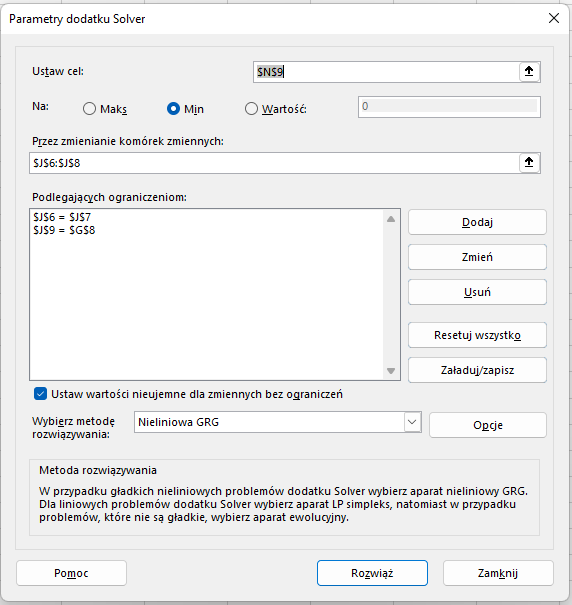 Parametry dodatku Solver
Ustaw cel:
$N$9
Na:
Maks
Min
Wartość:
0
Przez zmienianie komórek zmiennych:
$J$6:$J$8
Podlegających ograniczeniom:
$J$6 = $J$7
$J$9 = $G$8
Dodaj
Zmień
Usuń
Resetuj wszystko
Załaduj/zapisz
Ustaw wartości nieujemne dla zmiennych bez ograniczeń
Wybierz metodę
rozwiązywania:
Nieliniowa GRG
Opcje
Metoda rozwiązywania
W przypadku gładkich nieliniowych problemów dodatku Solver wybierz aparat nieliniowy GRG.
Dla liniowych problemów dodatku Solver wybierz aparat LP simpleks, natomiast w przypadku
problemów, które nie są gładkie, wybierz aparat ewolucyjny.
Pomoc
Rozwiąż
Zamknij